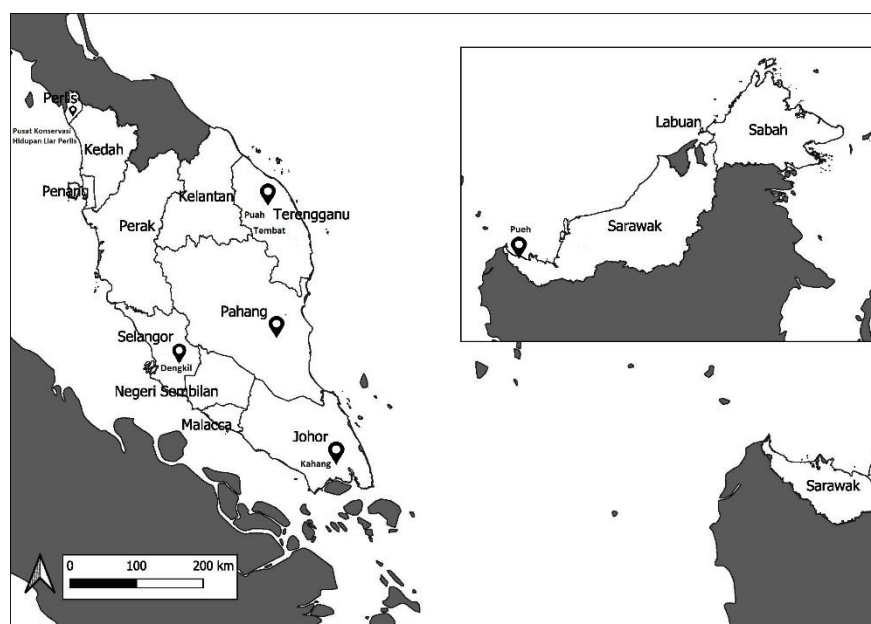 Perlis
Pusat Konservasi
Hidupan Liar Perlis
Kedah
Penang
Perak
Kelantan
Puah
Terengganu
Tembat
Pahang
Selangor
Dengkil
Negeri Sembilan
Malacca
Johor
Kahang
0 100 200 km
Labuan
Sabah
Sarawak
Pueh
Sarawak